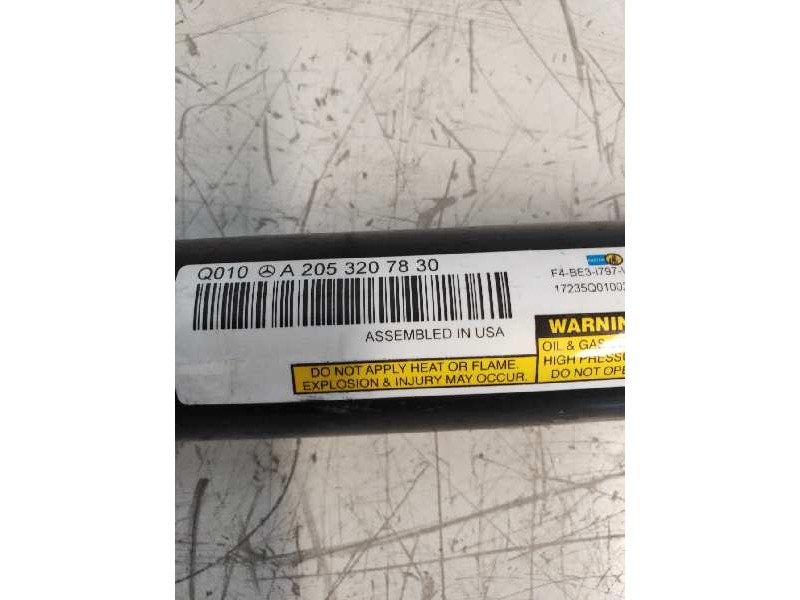 Q010 A 205 320 78 30
ASSEMBLED IN USA
DO NOT APPLY HEAT OR FLAME.
EXPLOSION & INJURY MAY OCCUR.
F4-BE3-I797-
17235Q0100
WARNIN
OIL & GAS
HIGH PRESSU
DO NOT OPE